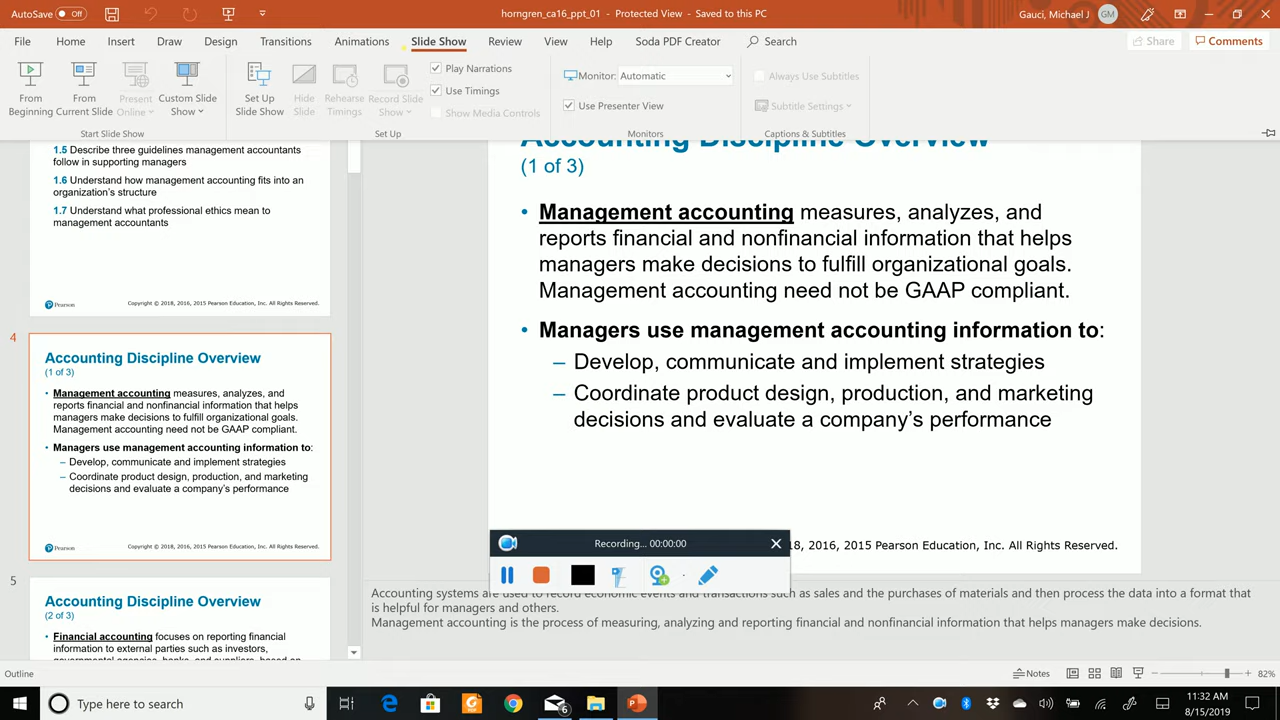 AutoSave Off
horngren_ca16_ppt_01 - Protected View - Saved to this PC
Gauci, Michael J GM
File Home Insert Draw Design Transitions Animations Slide Show Review View Help Soda PDF Creator Search
Share Comments
From Beginning
From Current Slide
Present Online
Custom Slide Show
Set Up Slide Show
Hide Slide
Rehearse Timings
Record Slide Show
Play Narrations
Use Timings
Show Media Controls
Monitor: Automatic
Use Presenter View
Always Use Subtitles
Subtitle Settings
Start Slide Show
Set Up
Monitors
Captions & Subtitles
1.5 Describe three guidelines management accountants
follow in supporting managers
1.6 Understand how management accounting fits into an
organization's structure
1.7 Understand what professional ethics mean to
management accountants
Pearson
Copyright © 2018, 2016, 2015 Pearson Education, Inc. All Rights Reserved.
4
Accounting Discipline Overview
(1 of 3)
• Management accounting measures, analyzes, and
reports financial and nonfinancial information that helps
managers make decisions to fulfill organizational goals.
Management accounting need not be GAAP compliant.
• Managers use management accounting information to:
– Develop, communicate and implement strategies
– Coordinate product design, production, and marketing
decisions and evaluate a company's performance
Pearson
Copyright © 2018, 2016, 2015 Pearson Education, Inc. All Rights Reserved.
5
Accounting Discipline Overview
(2 of 3)
• Financial accounting focuses on reporting financial
information to external parties such as investors,
governmental agencies, banks, and suppliers, based on
Accounting Discipline Overview
(1 of 3)
• Management accounting measures, analyzes, and
reports financial and nonfinancial information that helps
managers make decisions to fulfill organizational goals.
Management accounting need not be GAAP compliant.
• Managers use management accounting information to:
– Develop, communicate and implement strategies
– Coordinate product design, production, and marketing
decisions and evaluate a company's performance
18, 2016, 2015 Pearson Education, Inc. All Rights Reserved.
Recording... 00:00:00
Accounting systems are used to record economic events and transactions such as sales and the purchases of materials and then process the data into a format that
is helpful for managers and others.
Management accounting is the process of measuring, analyzing and reporting financial and nonfinancial information that helps managers make decisions.
Outline
Notes
82%
Type here to search
11:32 AM
8/15/2019